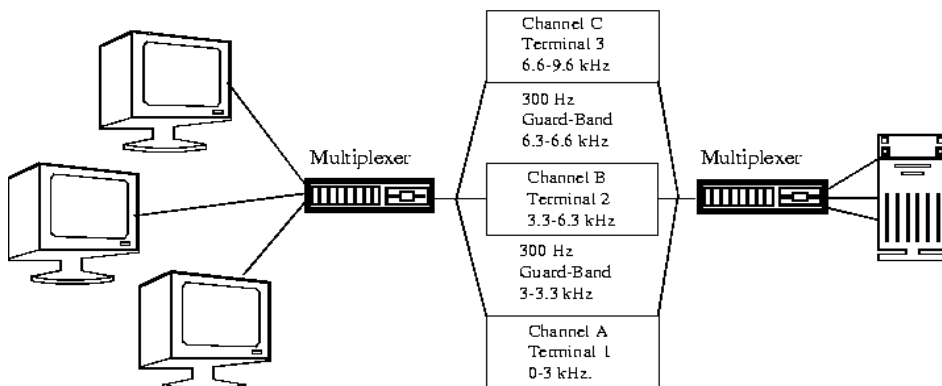 Channel C
Terminal 3
6.6-9.6 kHz
300 Hz
Guard-Band
6.3-6.6 kHz
Multiplexer
Multiplexer
Channel B
Terminal 2
3.3-6.3 kHz
300 Hz
Guard-Band
3-3.3 kHz
Channel A
Terminal 1
0-3 kHz.